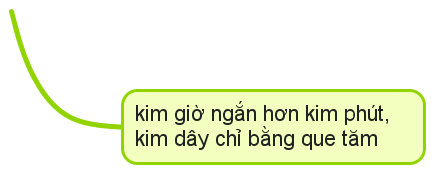 kim giờ ngắn hơn kim phút,
kim dây chỉ bằng que tăm